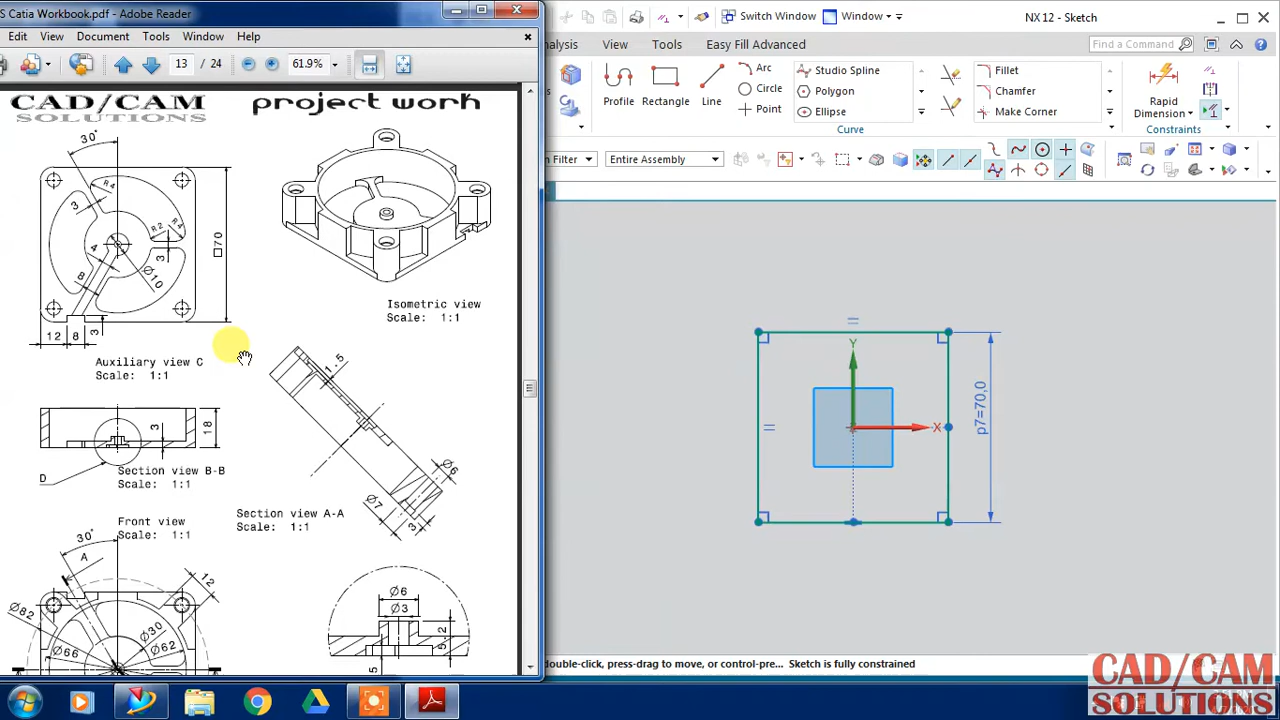 S Catia Workbook.pdf - Adobe Reader
Edit View Document Tools Window Help
13 / 24 61.9%
CAD/CAM
SOLUTIONS
project work
30°
R4
3
R2
R4
4
3
8
Ø10
□70
12 8 3
Auxiliary view C
Scale: 1:1
Isometric view
Scale: 1:1
1.5
3
18
D
Section view B-B
Scale: 1:1
Ø6
Ø7
3
Section view A-A
Scale: 1:1
Front view
Scale: 1:1
30°
A
12
Ø82
Ø66
Ø30
Ø62
Ø6
Ø3
2
5
5
Switch Window Window
NX 12 - Sketch
nalysis View Tools Easy Fill Advanced
Find a Command
Profile Rectangle Line
Arc
Circle
Point
Studio Spline
Polygon
Ellipse
Curve
Fillet
Chamfer
Make Corner
Rapid
Dimension
Constraints
n Filter Entire Assembly
Y
X
p7=70,0
double-click, press-drag to move, or control-pre... Sketch is fully constrained
CAD/CAM
SOLUTIONS